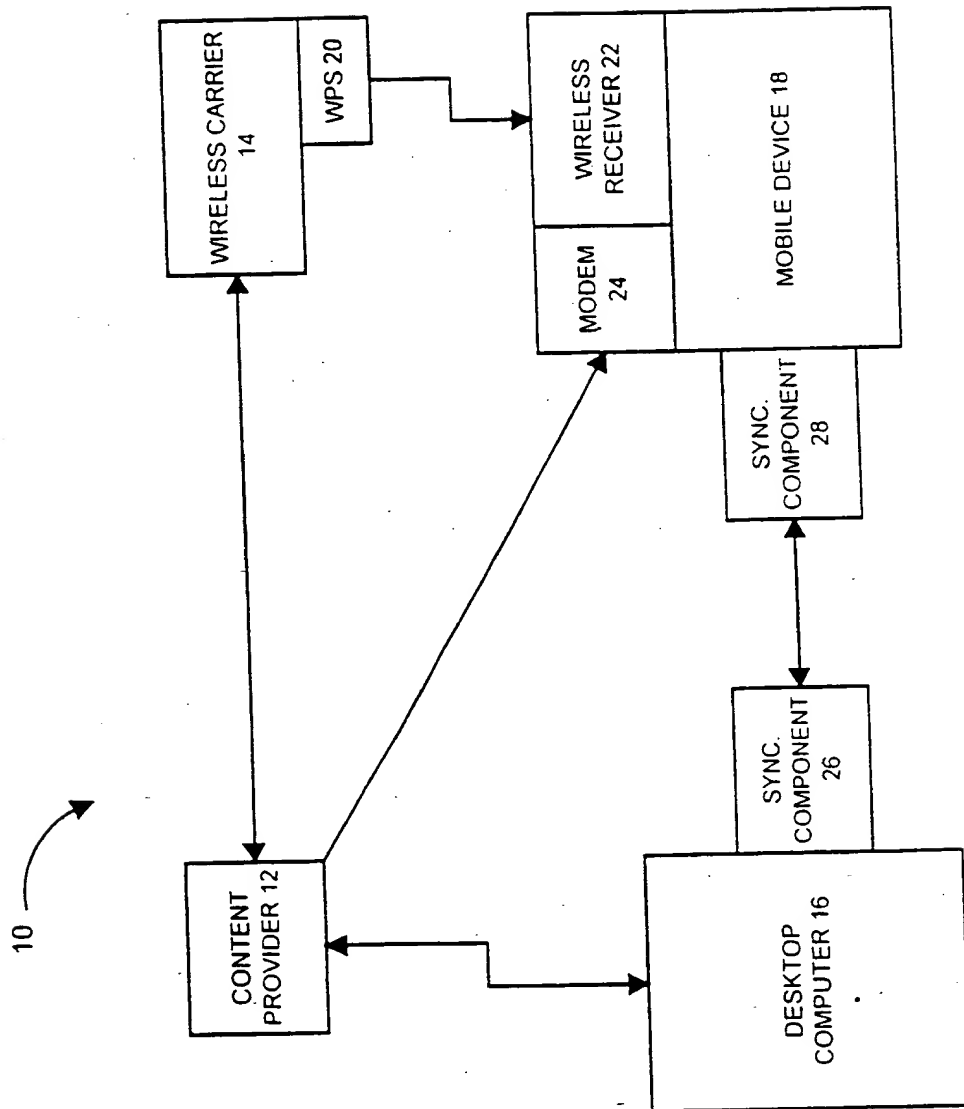 10
CONTENT
PROVIDER 12
WIRELESS CARRIER
14
WPS 20
MODEM
24
WIRELESS
RECEIVER 22
MOBILE DEVICE 18
SYNC.
COMPONENT
28
SYNC.
COMPONENT
26
DESKTOP
COMPUTER 16